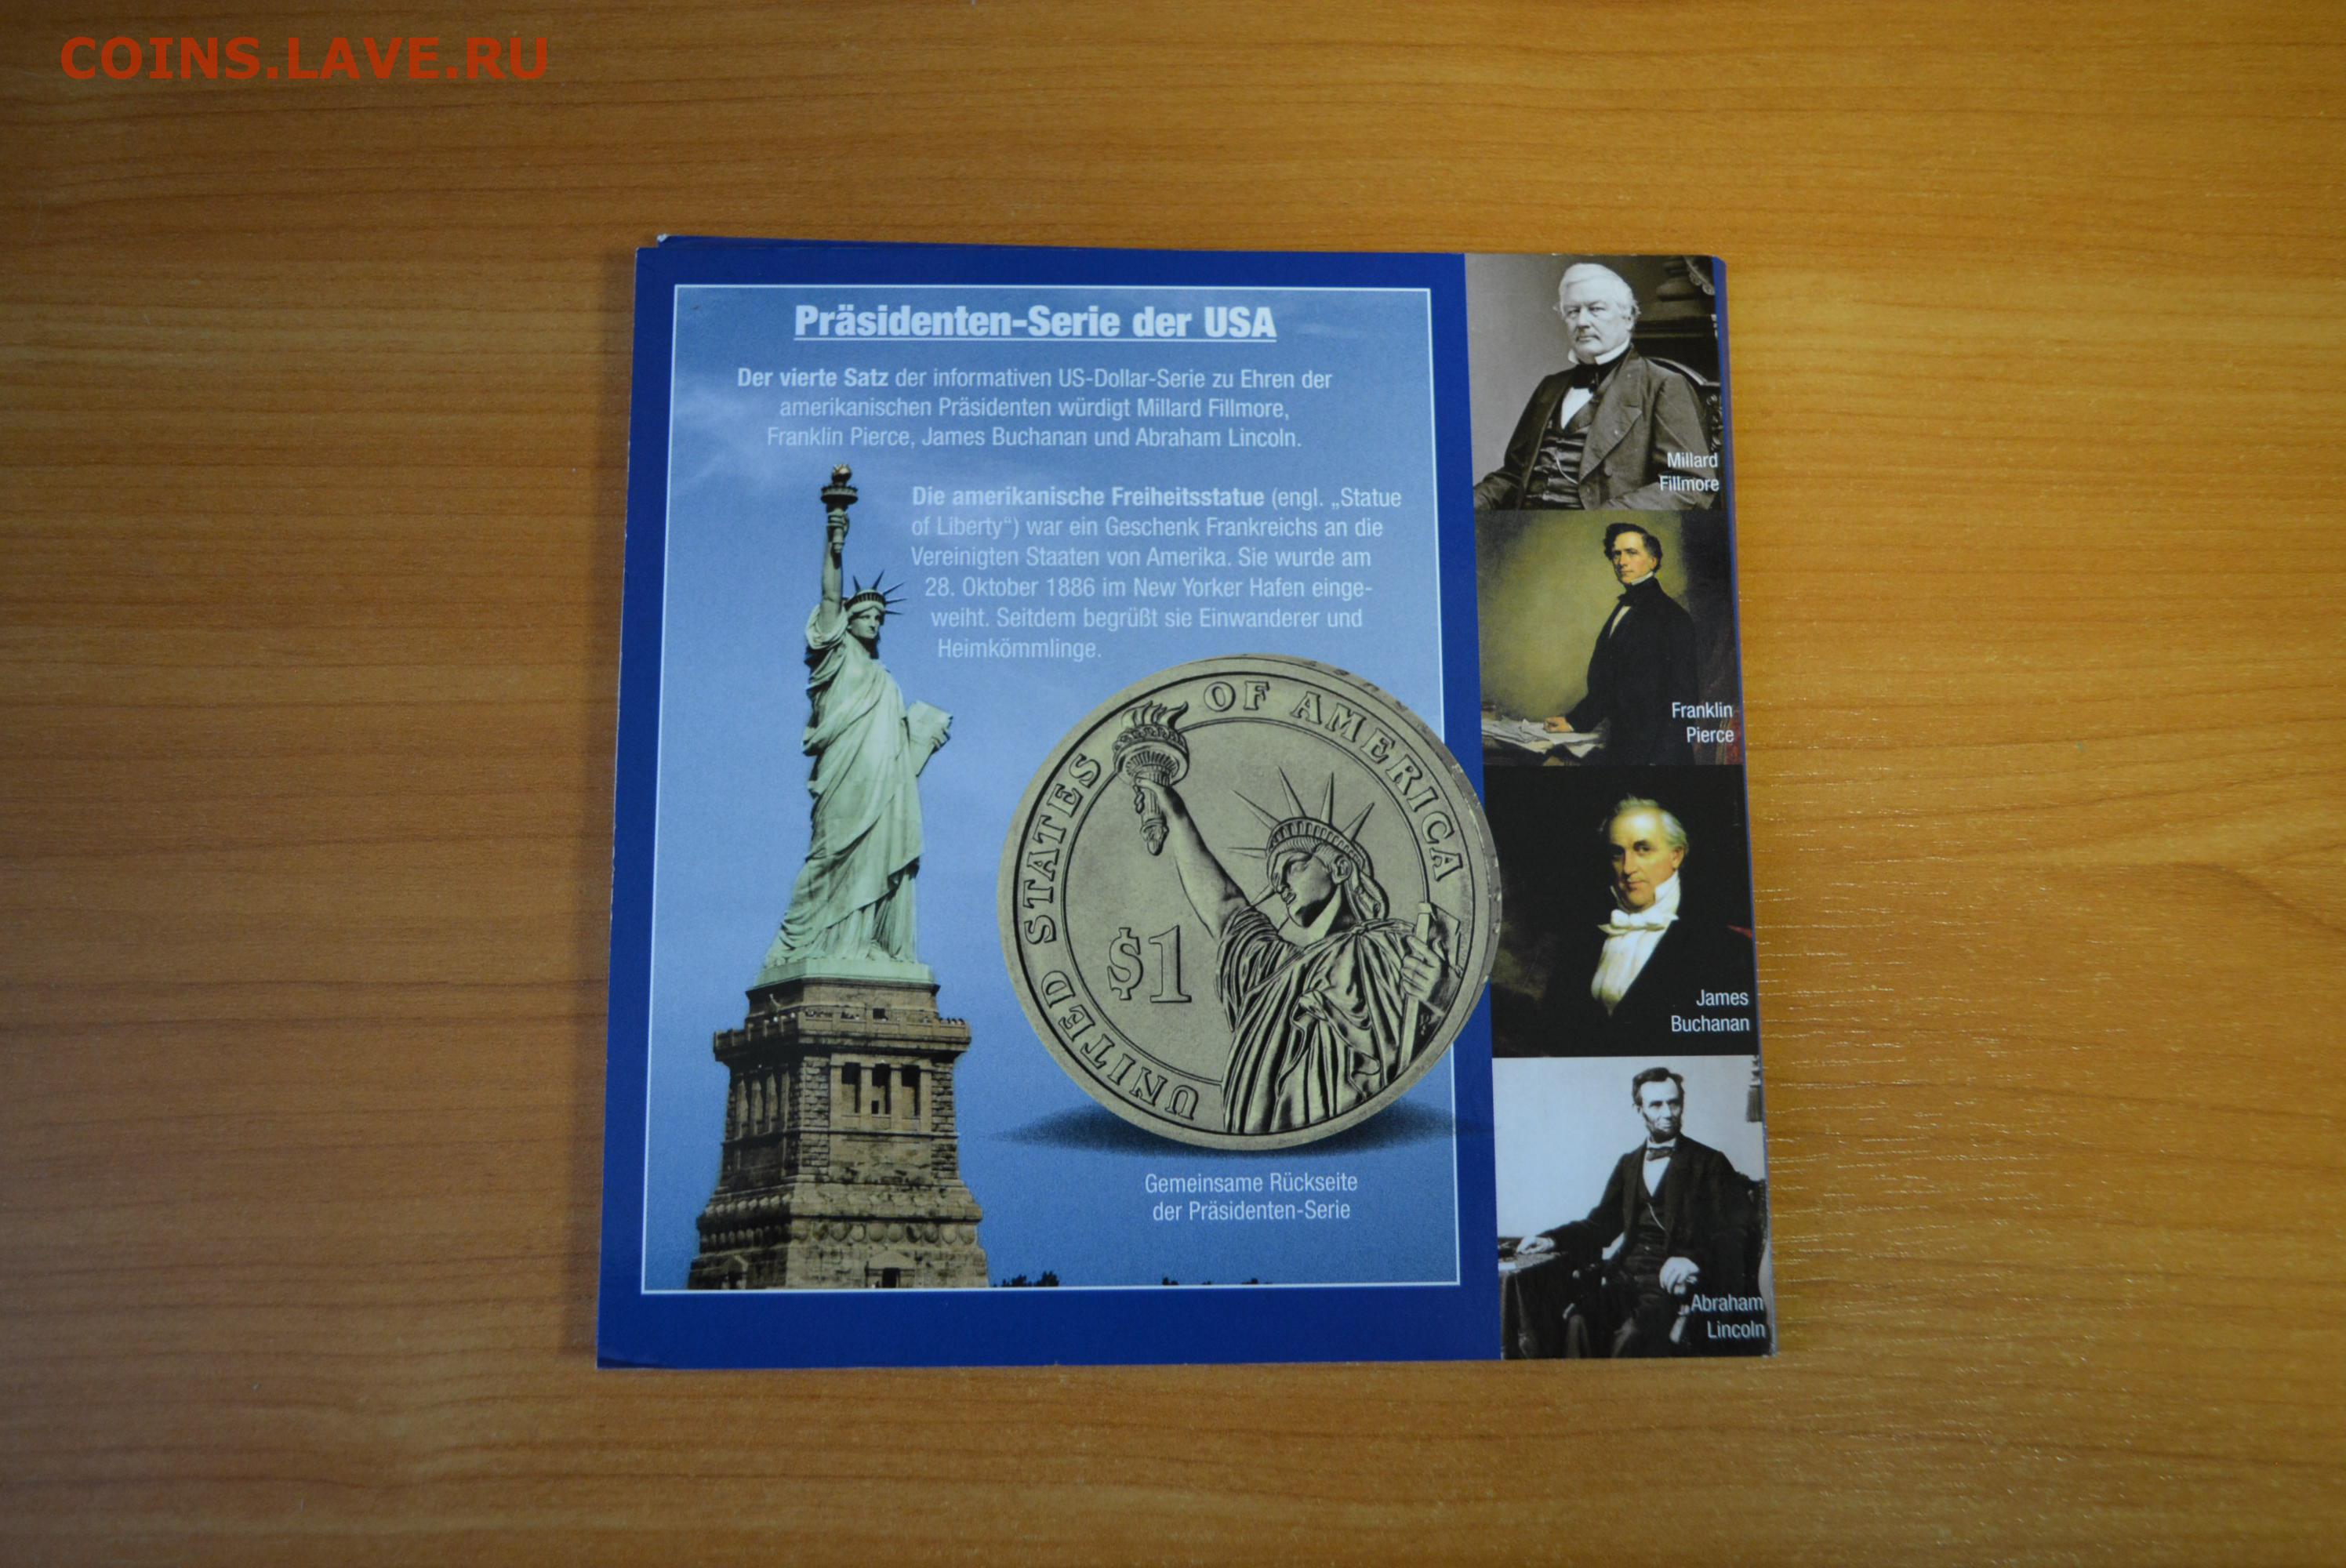 COINS.LAVE.RU
Präsidenten-Serie der USA
Der vierte Satz der informativen US-Dollar-Serie zu Ehren der
amerikanischen Präsidenten würdigt Millard Fillmore,
Franklin Pierce, James Buchanan und Abraham Lincoln.
Die amerikanische Freiheitsstatue (engl. „Statue
of Liberty“) war ein Geschenk Frankreichs an die
Vereinigten Staaten von Amerika. Sie wurde am
28. Oktober 1886 im New Yorker Hafen einge-
weiht. Seitdem begrüßt sie Einwanderer und
Heimkömmlinge.
UNITED STATES OF AMERICA
$1
Gemeinsame Rückseite
der Präsidenten-Serie
Millard
Fillmore
Franklin
Pierce
James
Buchanan
Abraham
Lincoln